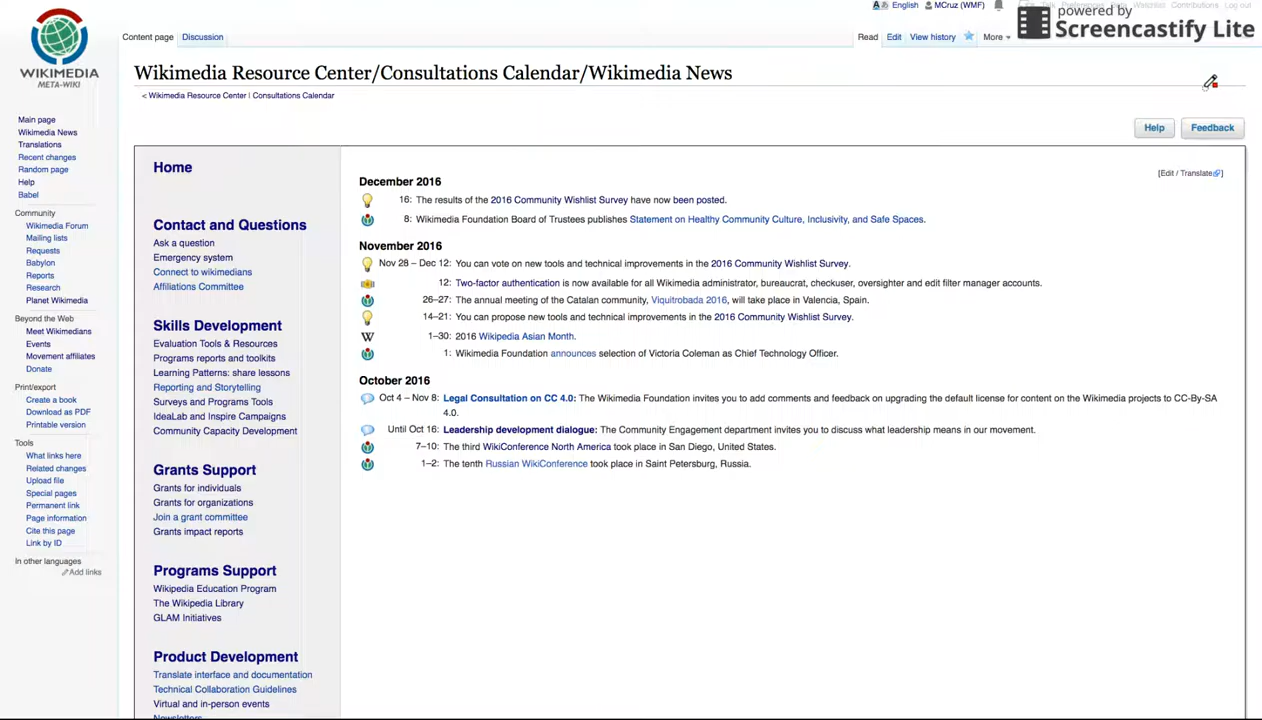 English MCruz (WMF) Talk Preferences Beta Watchlist Contributions Log out
powered by
Screencastify Lite
WIKIMEDIA
META-WIKI
Content page Discussion Read Edit View history More
Wikimedia Resource Center/Consultations Calendar/Wikimedia News
< Wikimedia Resource Center | Consultations Calendar
Help Feedback
Main page
Wikimedia News
Translations
Recent changes
Random page
Help
Babel
Community
Wikimedia Forum
Mailing lists
Requests
Babylon
Reports
Research
Planet Wikimedia
Beyond the Web
Meet Wikimedians
Events
Movement affiliates
Donate
Print/export
Create a book
Download as PDF
Printable version
Tools
What links here
Related changes
Upload file
Special pages
Permanent link
Page information
Cite this page
Link by ID
In other languages
Add links
Home
Contact and Questions
Ask a question
Emergency system
Connect to wikimedians
Affiliations Committee
Skills Development
Evaluation Tools & Resources
Programs reports and toolkits
Learning Patterns: share lessons
Reporting and Storytelling
Surveys and Programs Tools
IdeaLab and Inspire Campaigns
Community Capacity Development
Grants Support
Grants for individuals
Grants for organizations
Join a grant committee
Grants impact reports
Programs Support
Wikipedia Education Program
The Wikipedia Library
GLAM Initiatives
Product Development
Translate interface and documentation
Technical Collaboration Guidelines
Virtual and in-person events
Newsletters
[Edit / Translate]
December 2016
16: The results of the 2016 Community Wishlist Survey have now been posted.
8: Wikimedia Foundation Board of Trustees publishes Statement on Healthy Community Culture, Inclusivity, and Safe Spaces.
November 2016
Nov 28 – Dec 12: You can vote on new tools and technical improvements in the 2016 Community Wishlist Survey.
12: Two-factor authentication is now available for all Wikimedia administrator, bureaucrat, checkuser, oversighter and edit filter manager accounts.
26–27: The annual meeting of the Catalan community, Viquitrobada 2016, will take place in Valencia, Spain.
14–21: You can propose new tools and technical improvements in the 2016 Community Wishlist Survey.
W 1–30: 2016 Wikipedia Asian Month.
1: Wikimedia Foundation announces selection of Victoria Coleman as Chief Technology Officer.
October 2016
Oct 4 – Nov 8: Legal Consultation on CC 4.0: The Wikimedia Foundation invites you to add comments and feedback on upgrading the default license for content on the Wikimedia projects to CC-By-SA
4.0.
Until Oct 16: Leadership development dialogue: The Community Engagement department invites you to discuss what leadership means in our movement.
7–10: The third WikiConference North America took place in San Diego, United States.
1–2: The tenth Russian WikiConference took place in Saint Petersburg, Russia.